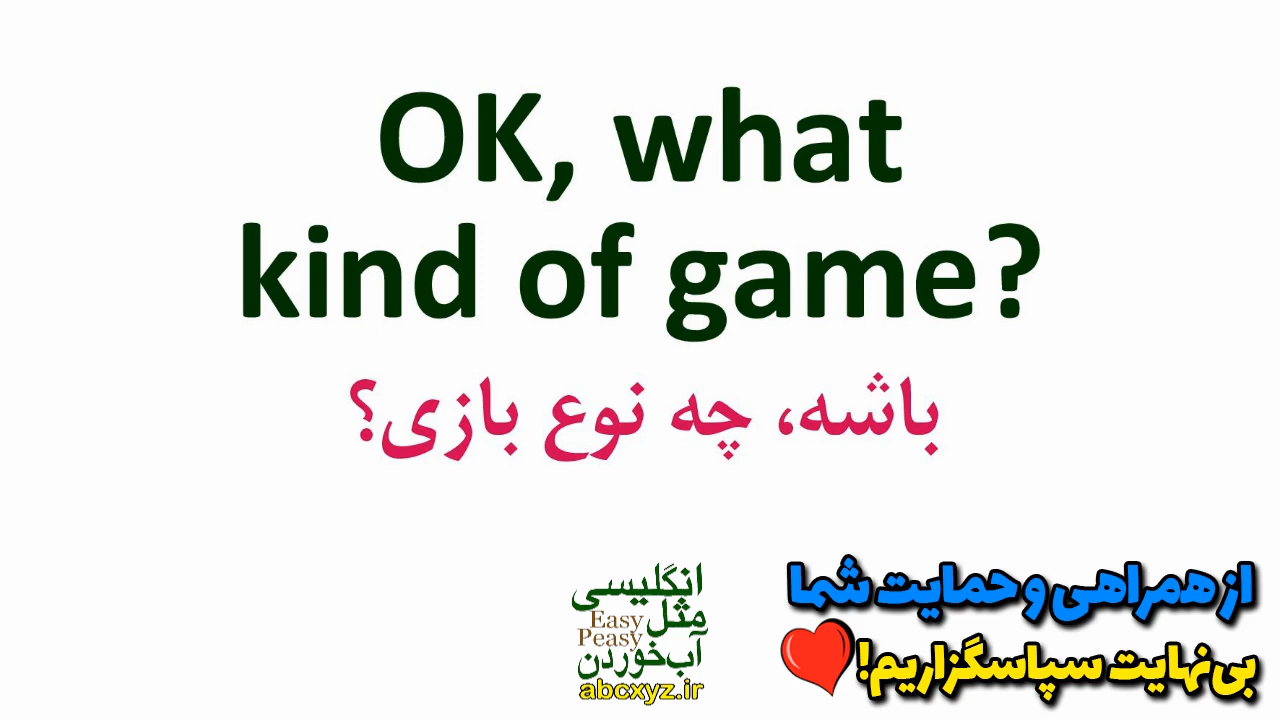 OK, what
kind of game?
باشه، چه نوع بازی؟
انگلیسی
مثل
Easy
Peasy
آب‌خوردن
abcxyz.ir
از همراهی و حمایت شما
بی‌نهایت سپاسگزاریم!